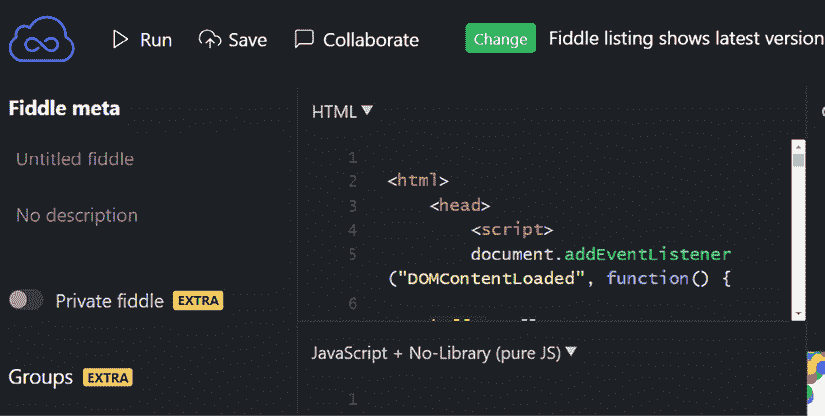 Run Save Collaborate Change Fiddle listing shows latest version
Fiddle meta
Untitled fiddle
No description
Private fiddle EXTRA
Groups EXTRA
HTML
1
2 <html>
3 <head>
4 <script>
5 document.addEventListener
("DOMContentLoaded", function() {
6
JavaScript + No-Library (pure JS)
1